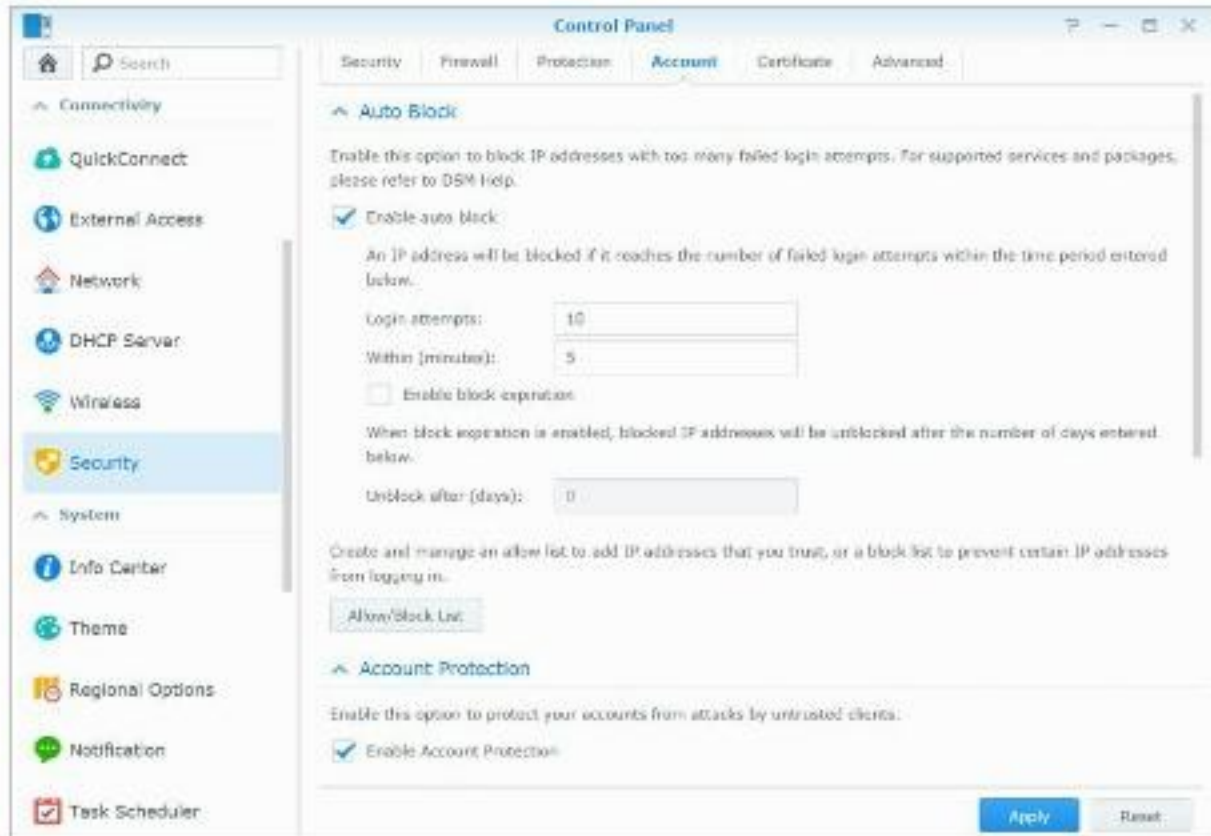 Control Panel
Search
Connectivity
QuickConnect
External Access
Network
DHCP Server
Wireless
Security
System
Info Center
Theme
Regional Options
Notification
Task Scheduler
Security Firewall Protection Account Certificate Advanced
Auto Block
Enable this option to block IP addresses with too many failed login attempts. For supported services and packages,
please refer to DSM Help.
Enable auto block
An IP address will be blocked if it reaches the number of failed login attempts within the time period entered
below.
Login attempts: 10
Within (minutes): 5
Enable block expiration
When block expiration is enabled, blocked IP addresses will be unblocked after the number of days entered
below.
Unblock after (days): 0
Create and manage an allow list to add IP addresses that you trust, or a block list to prevent certain IP addresses
from logging in.
Allow/Block List
Account Protection
Enable this option to protect your accounts from attacks by untrusted clients.
Enable Account Protection
Apply Reset